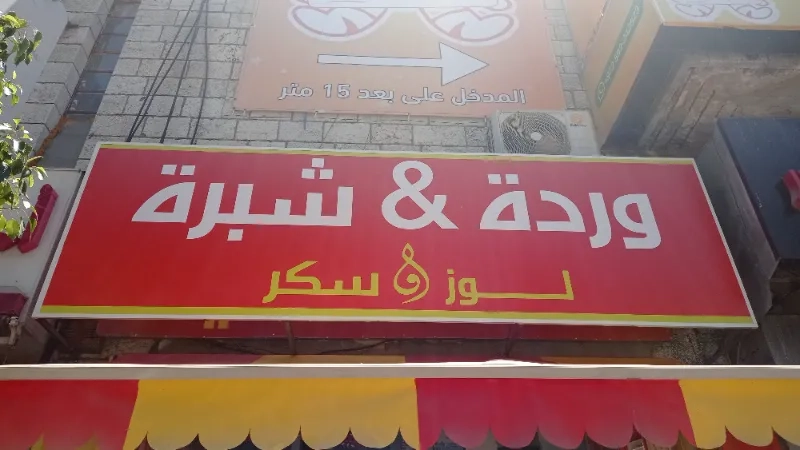 المدخل على بعد 15 متر
وردة & شبرة
لوز و سكر